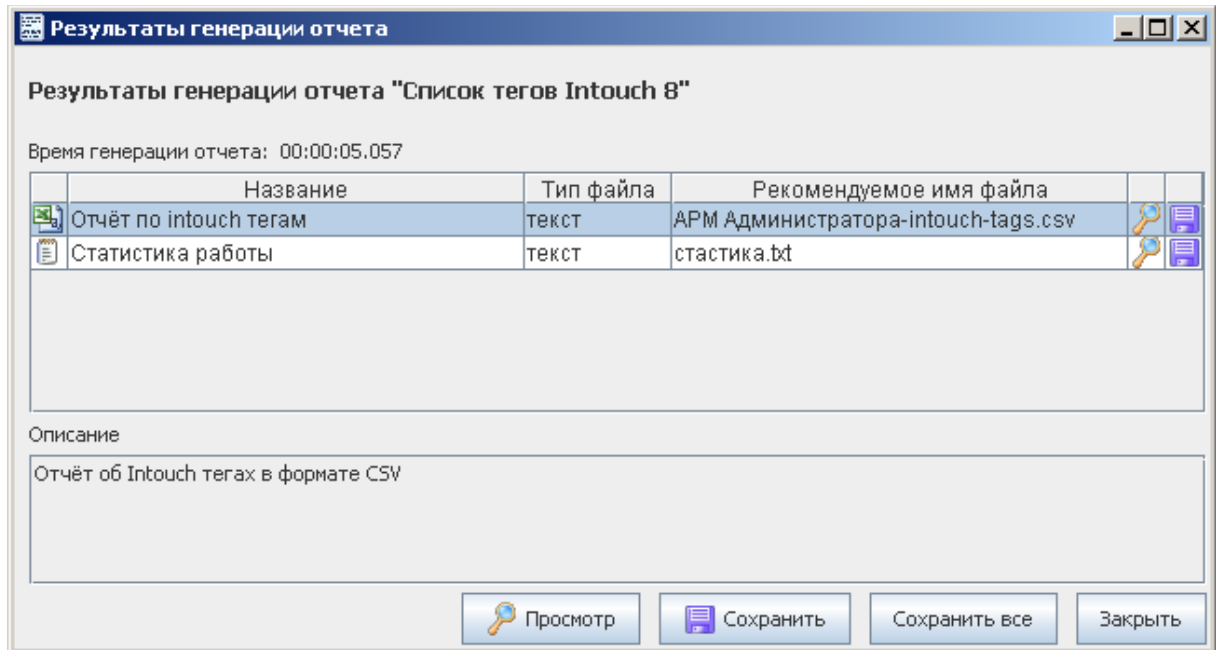 Результаты генерации отчета
Результаты генерации отчета "Список тегов Intouch 8"
Время генерации отчета: 00:00:05.057
Название Тип файла Рекомендуемое имя файла
Отчёт по intouch тегам текст АРМ Администратора-intouch-tags.csv
Статистика работы текст стастика.txt
Описание
Отчёт об Intouch тегах в формате CSV
Просмотр Сохранить Сохранить все Закрыть